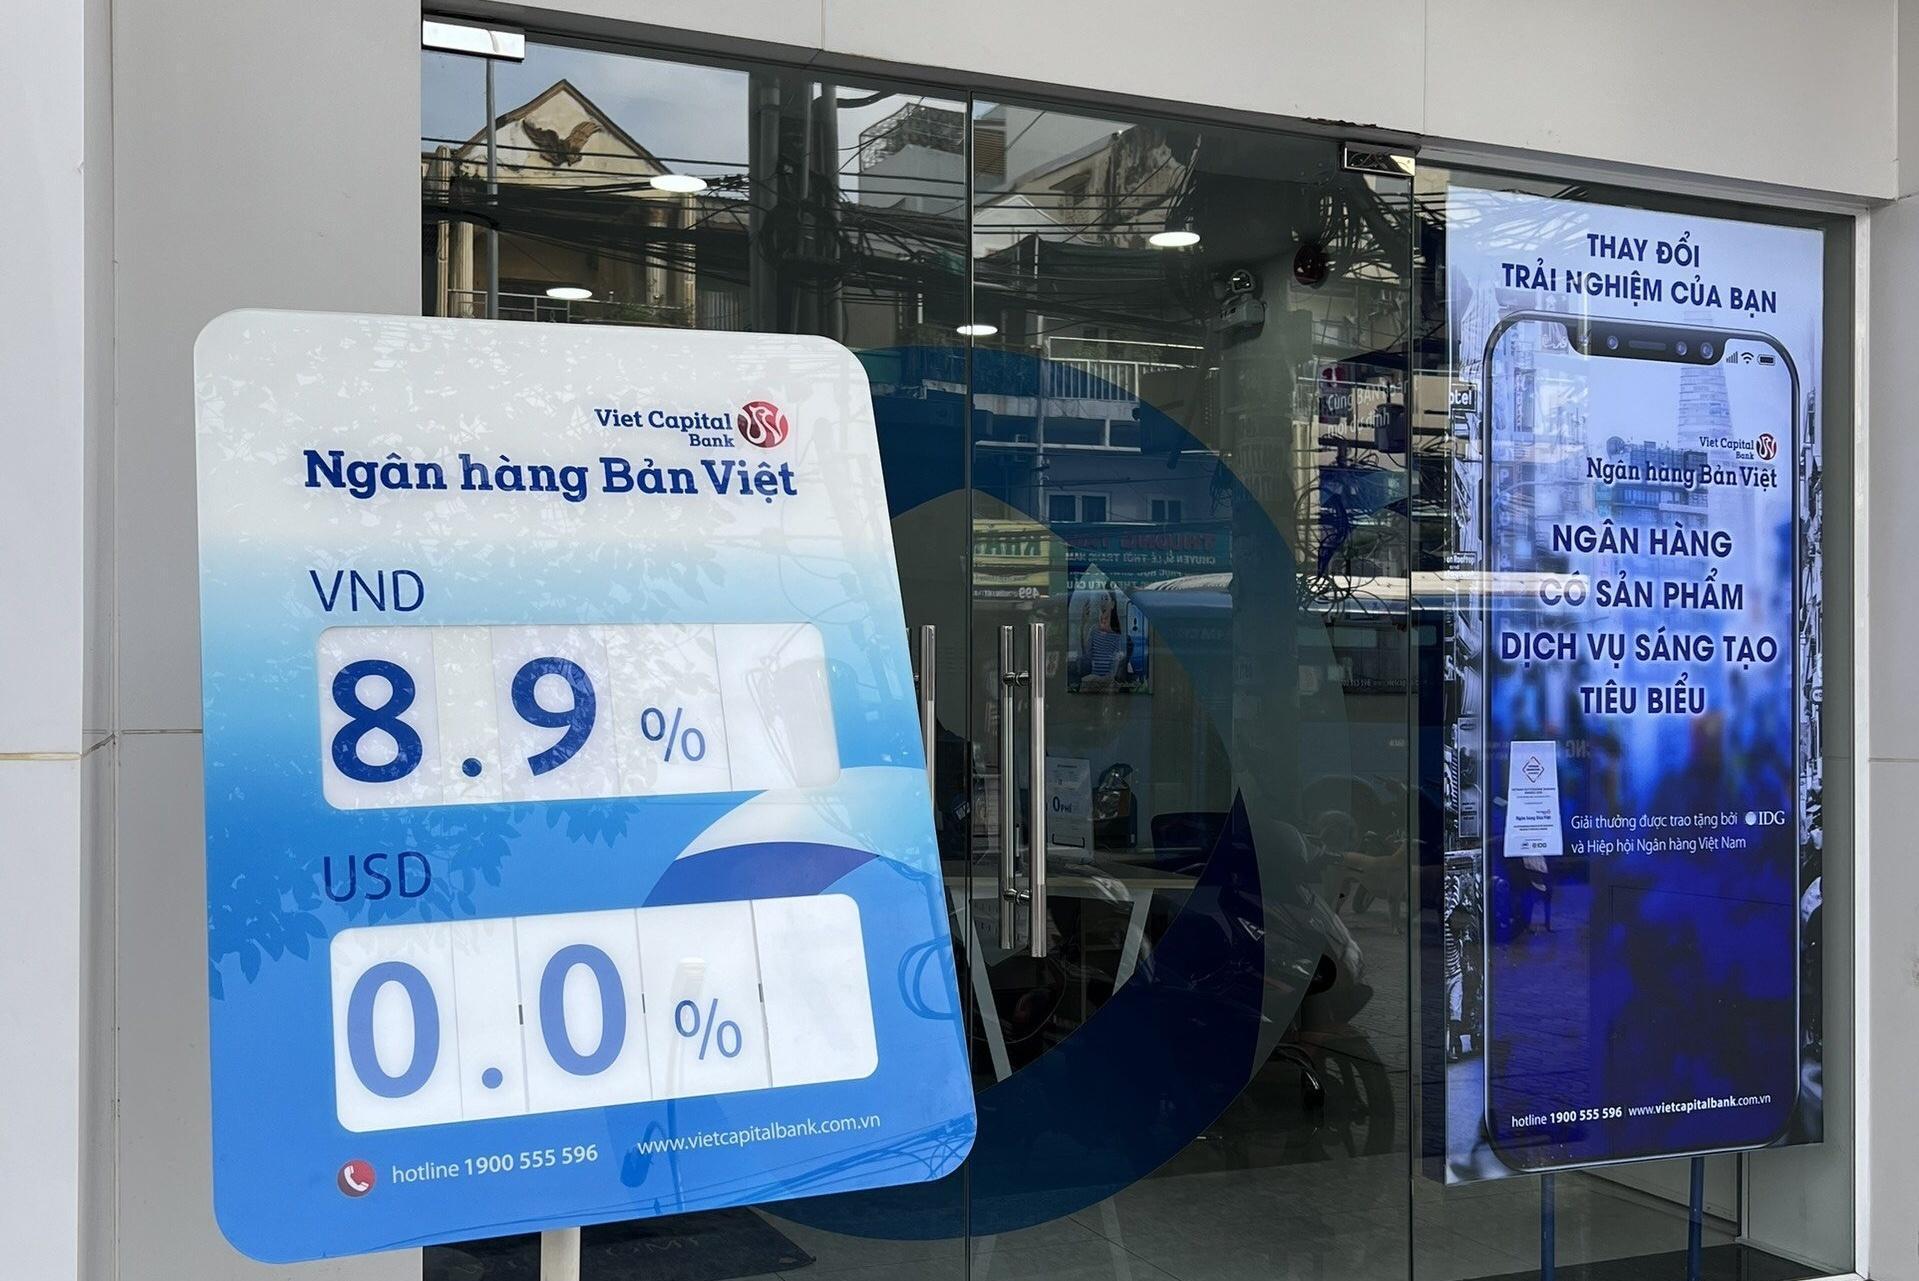 Viet Capital
Bank
Ngân hàng Bản Việt
VND
8.9 %
USD
0.0 %
hotline 1900 555 596 www.vietcapitalbank.com.vn
THAY ĐỔI
TRẢI NGHIỆM CỦA BẠN
Viet Capital
Bank
Ngân hàng Bản Việt
NGÂN HÀNG
CÓ SẢN PHẨM
DỊCH VỤ SÁNG TẠO
TIÊU BIỂU
Giải thưởng được trao tặng bởi IDG
và Hiệp hội Ngân hàng Việt Nam
hotline 1900 555 596 www.vietcapitalbank.com.vn